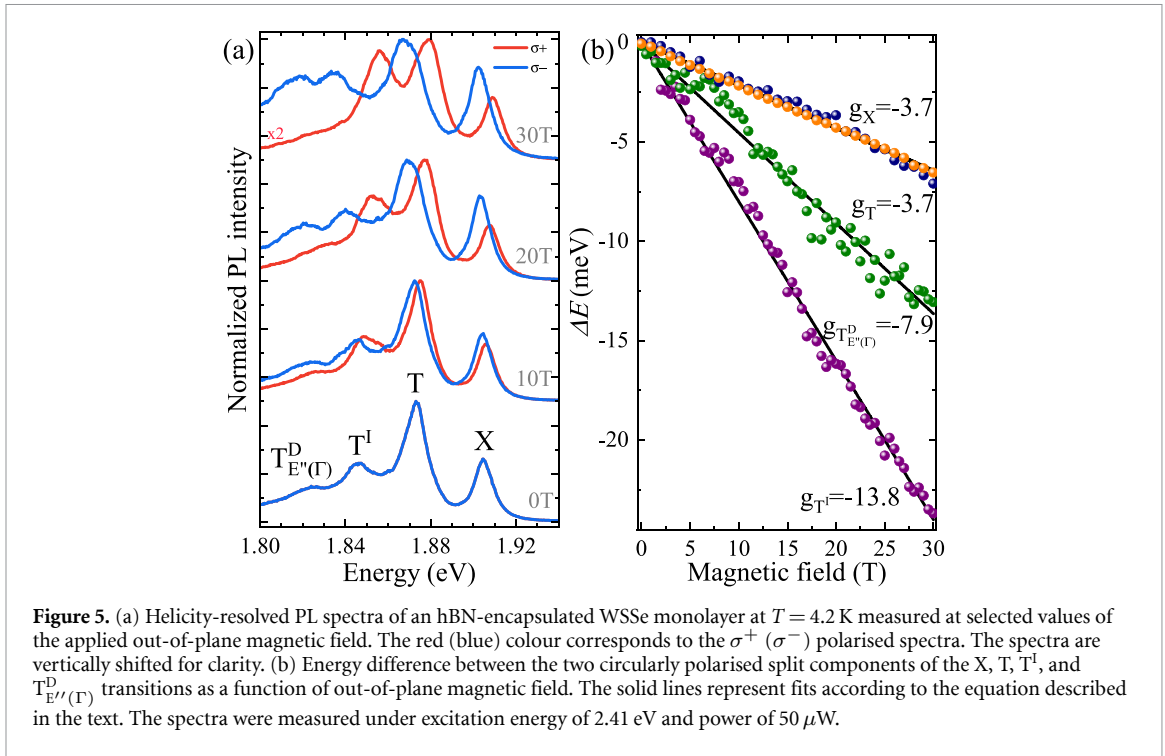 (a)
σ+
σ−
x2
30T
20T
10T
0T
T
X
T^I
T^D_E"(Γ)
Normalized PL intensity
1.80 1.84 1.88 1.92
Energy (eV)
(b)
0
-5
-10
-15
-20
g_X=-3.7
g_T=-3.7
g_T^D_E"(Γ)=-7.9
g_T^I=-13.8
ΔE (meV)
0 5 10 15 20 25 30
Magnetic field (T)
Figure 5. (a) Helicity-resolved PL spectra of an hBN-encapsulated WSSe monolayer at T = 4.2 K measured at selected values of
the applied out-of-plane magnetic field. The red (blue) colour corresponds to the σ+ (σ−) polarised spectra. The spectra are
vertically shifted for clarity. (b) Energy difference between the two circularly polarised split components of the X, T, T^I, and
T^D_E′′(Γ) transitions as a function of out-of-plane magnetic field. The solid lines represent fits according to the equation described
in the text. The spectra were measured under excitation energy of 2.41 eV and power of 50 μW.